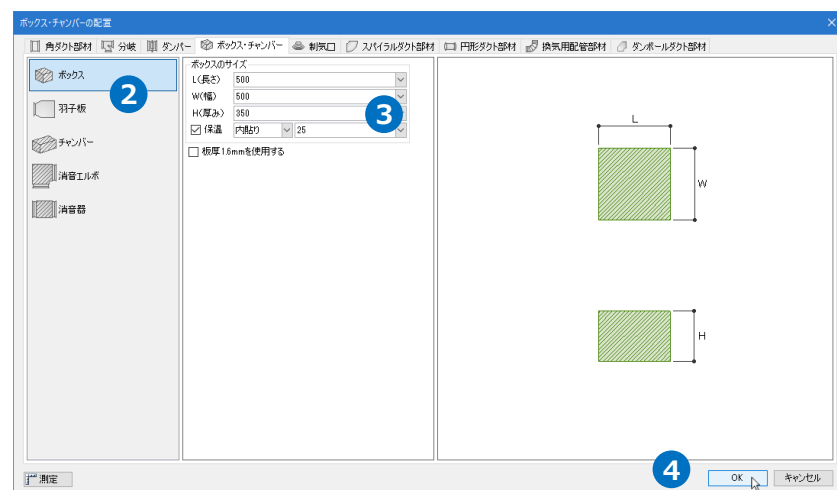 ボックス・チャンバーの配置
角ダクト部材 分岐 ダンパー ボックス・チャンバー 制気口 スパイラルダクト部材 円形ダクト部材 換気用配管部材 ダンボールダクト部材
ボックス
2
羽子板
チャンバー
消音エルボ
消音器
ボックスのサイズ
L(長さ) 500
W(幅) 500
H(厚み) 350
3
保温 内貼り 25
板厚1.6mmを使用する
L
W
H
測定
4
OK キャンセル